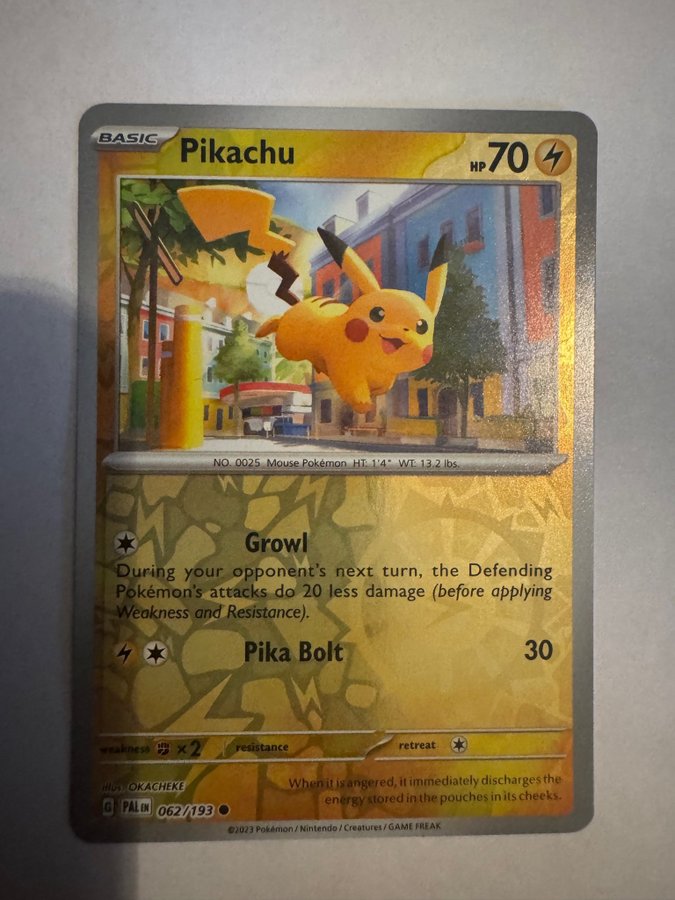 BASIC
Pikachu
HP 70
NO. 0025 Mouse Pokémon HT: 1'4" WT: 13.2 lbs.
Growl
During your opponent's next turn, the Defending
Pokémon's attacks do 20 less damage (before applying
Weakness and Resistance).
Pika Bolt 30
weakness ×2 resistance retreat
Illus. OKACHEKE
When it is angered, it immediately discharges the
energy stored in the pouches in its cheeks.
G PAL EN 062/193
©2023 Pokémon / Nintendo / Creatures / GAME FREAK